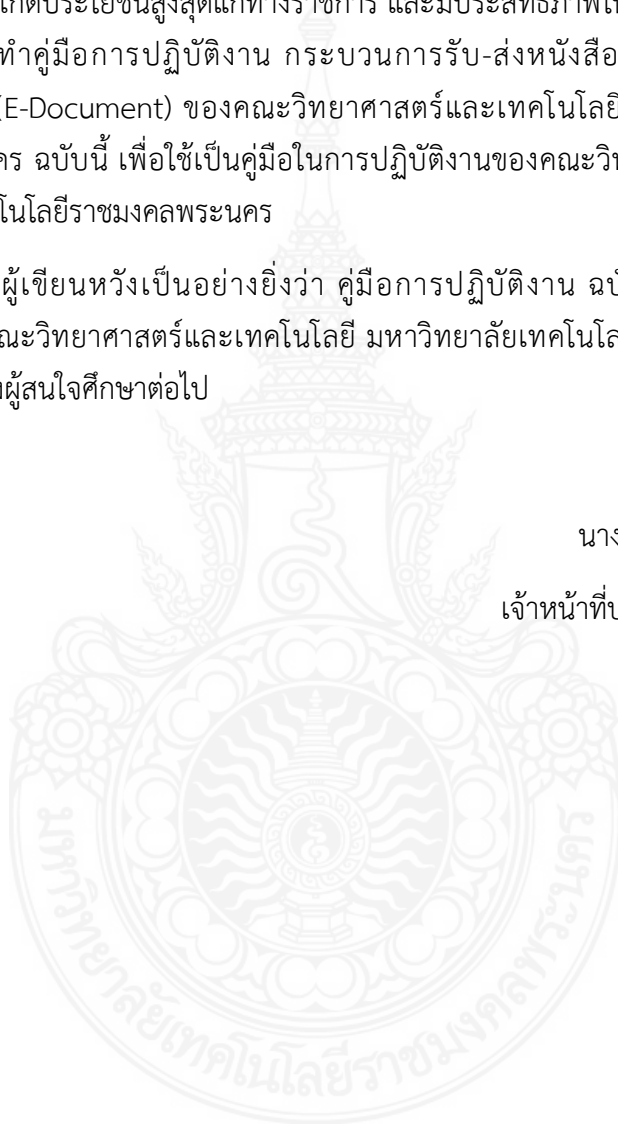 เกิดประโยชน์สูงสุดแก่ทางราชการ และมีประสิทธิภาพใน
ทำคู่มือการปฏิบัติงาน กระบวนการรับ-ส่งหนังสือ
(E-Document) ของคณะวิทยาศาสตร์และเทคโนโลยี
คร ฉบับนี้ เพื่อใช้เป็นคู่มือในการปฏิบัติงานของคณะวิท
โนโลยีราชมงคลพระนคร
ผู้เขียนหวังเป็นอย่างยิ่งว่า คู่มือการปฏิบัติงาน ฉบั
คณะวิทยาศาสตร์และเทคโนโลยี มหาวิทยาลัยเทคโนโล
งผู้สนใจศึกษาต่อไป
นาง
เจ้าหน้าที่บ
มหาวิทยาลัยเทคโนโลยีราชมงคลพระนคร